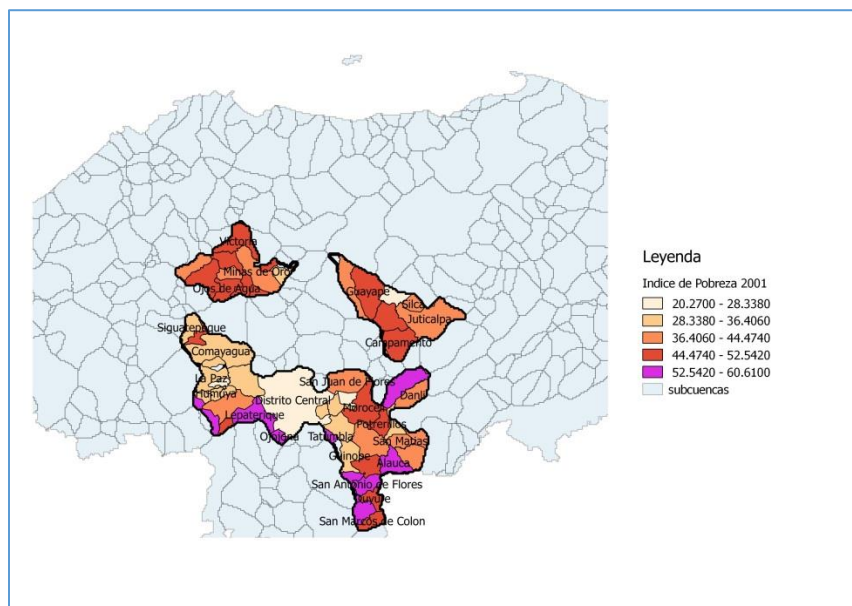 Victoria
Minas de Oro
Ojos de Agua
Guayape
Silca
Juticalpa
Campamento
Siguatepeque
Comayagua
La Paz
Humuya
Lepaterique
Ojojona
Distrito Central
San Juan de Flores
Morocelí
Danlí
Potrerillos
Tatumbla
San Matías
Güinope
Alauca
San Antonio de Flores
Duyure
San Marcos de Colon
Leyenda
Indice de Pobreza 2001
20.2700 - 28.3380
28.3380 - 36.4060
36.4060 - 44.4740
44.4740 - 52.5420
52.5420 - 60.6100
subcuencas